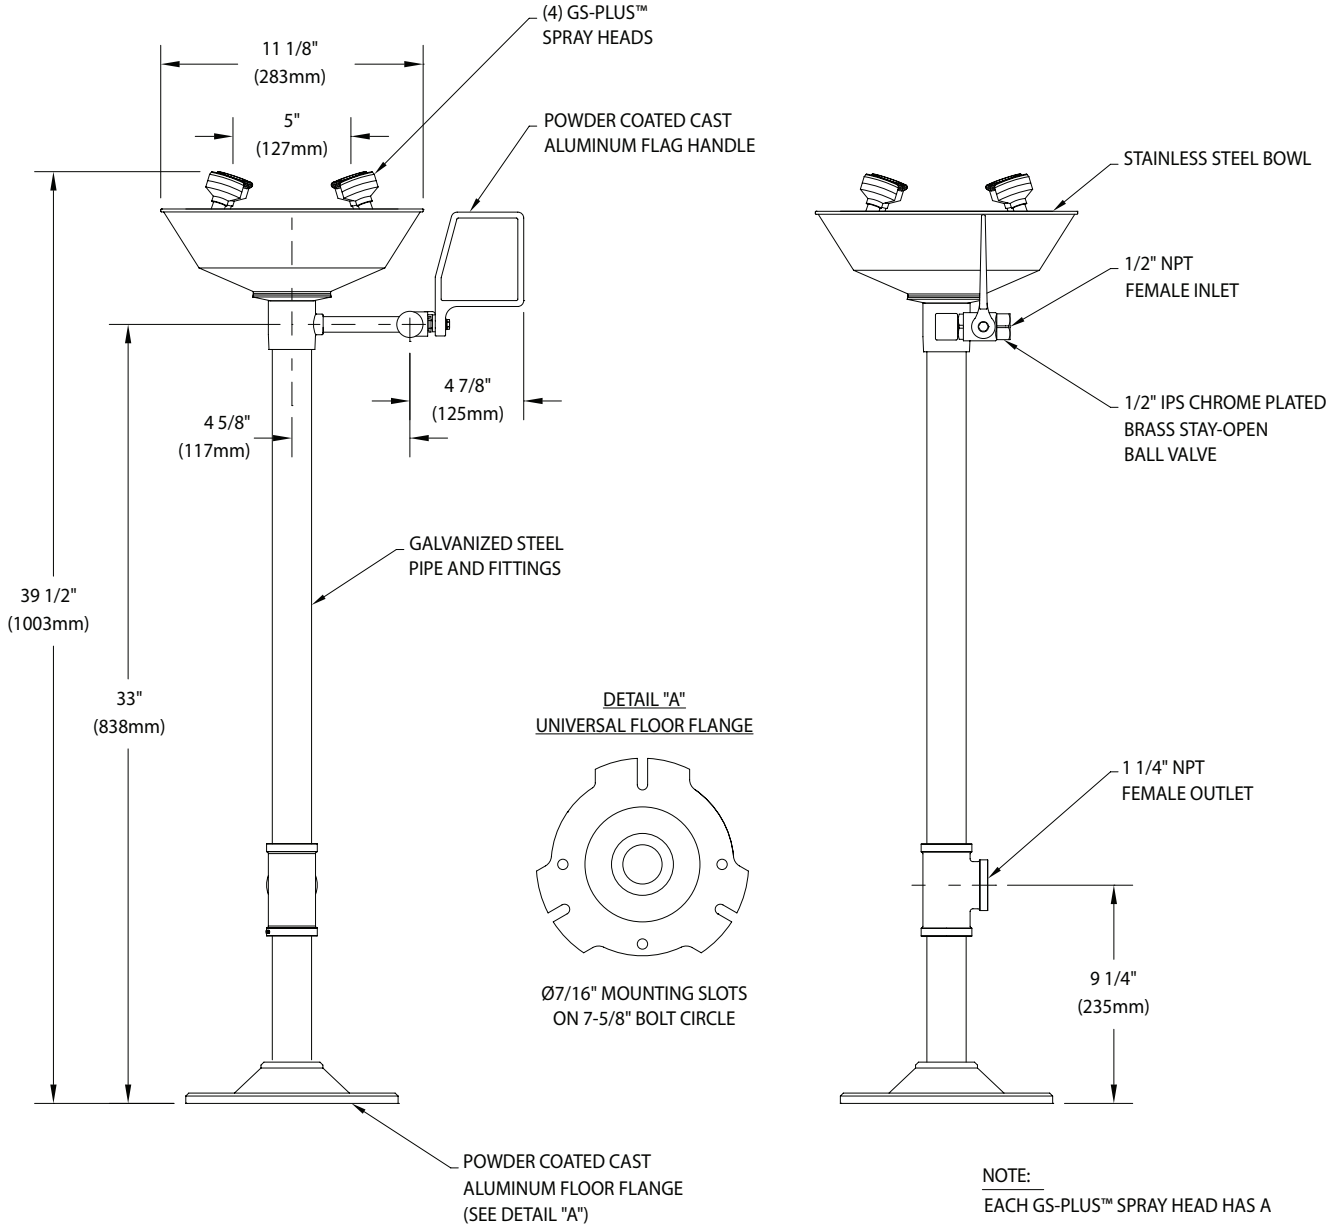 (4) GS-PLUS™
SPRAY HEADS
11 1/8"
(283mm)
5"
(127mm)
POWDER COATED CAST
ALUMINUM FLAG HANDLE
STAINLESS STEEL BOWL
1/2" NPT
FEMALE INLET
4 7/8"
(125mm)
4 5/8"
(117mm)
1/2" IPS CHROME PLATED
BRASS STAY-OPEN
BALL VALVE
GALVANIZED STEEL
PIPE AND FITTINGS
39 1/2"
(1003mm)
33"
(838mm)
DETAIL "A"
UNIVERSAL FLOOR FLANGE
1 1/4" NPT
FEMALE OUTLET
Ø7/16" MOUNTING SLOTS
ON 7-5/8" BOLT CIRCLE
9 1/4"
(235mm)
POWDER COATED CAST
ALUMINUM FLOOR FLANGE
(SEE DETAIL "A")
NOTE:
EACH GS-PLUS™ SPRAY HEAD HAS A